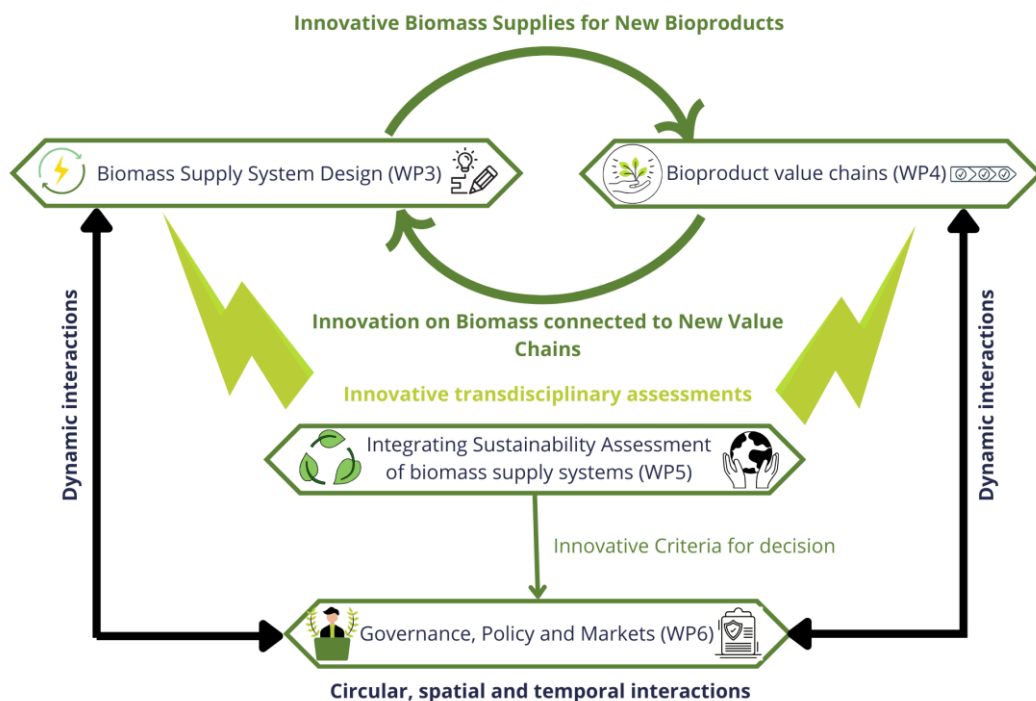 Innovative Biomass Supplies for New Bioproducts
Biomass Supply System Design (WP3)
Bioproduct value chains (WP4)
Innovation on Biomass connected to New Value
Chains
Dynamic interactions
Dynamic interactions
Innovative transdisciplinary assessments
Integrating Sustainability Assessment
of biomass supply systems (WP5)
Innovative Criteria for decision
Governance, Policy and Markets (WP6)
Circular, spatial and temporal interactions